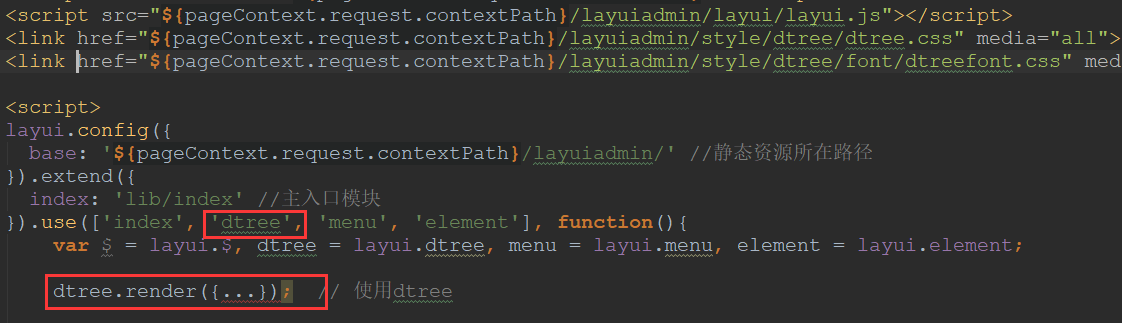 <script src="${pageContext.request.contextPath}/layuiadmin/layui/layui.js"></script>
<link href="${pageContext.request.contextPath}/layuiadmin/style/dtree/dtree.css" media="all">
<link href="${pageContext.request.contextPath}/layuiadmin/style/dtree/font/dtreefont.css" med
<script>
layui.config({
base: '${pageContext.request.contextPath}/layuiadmin/' //静态资源所在路径
}).extend({
index: 'lib/index' //主入口模块
}).use(['index', 'dtree', 'menu', 'element'], function(){
var $ = layui.$, dtree = layui.dtree, menu = layui.menu, element = layui.element;
dtree.render({...}); // 使用dtree